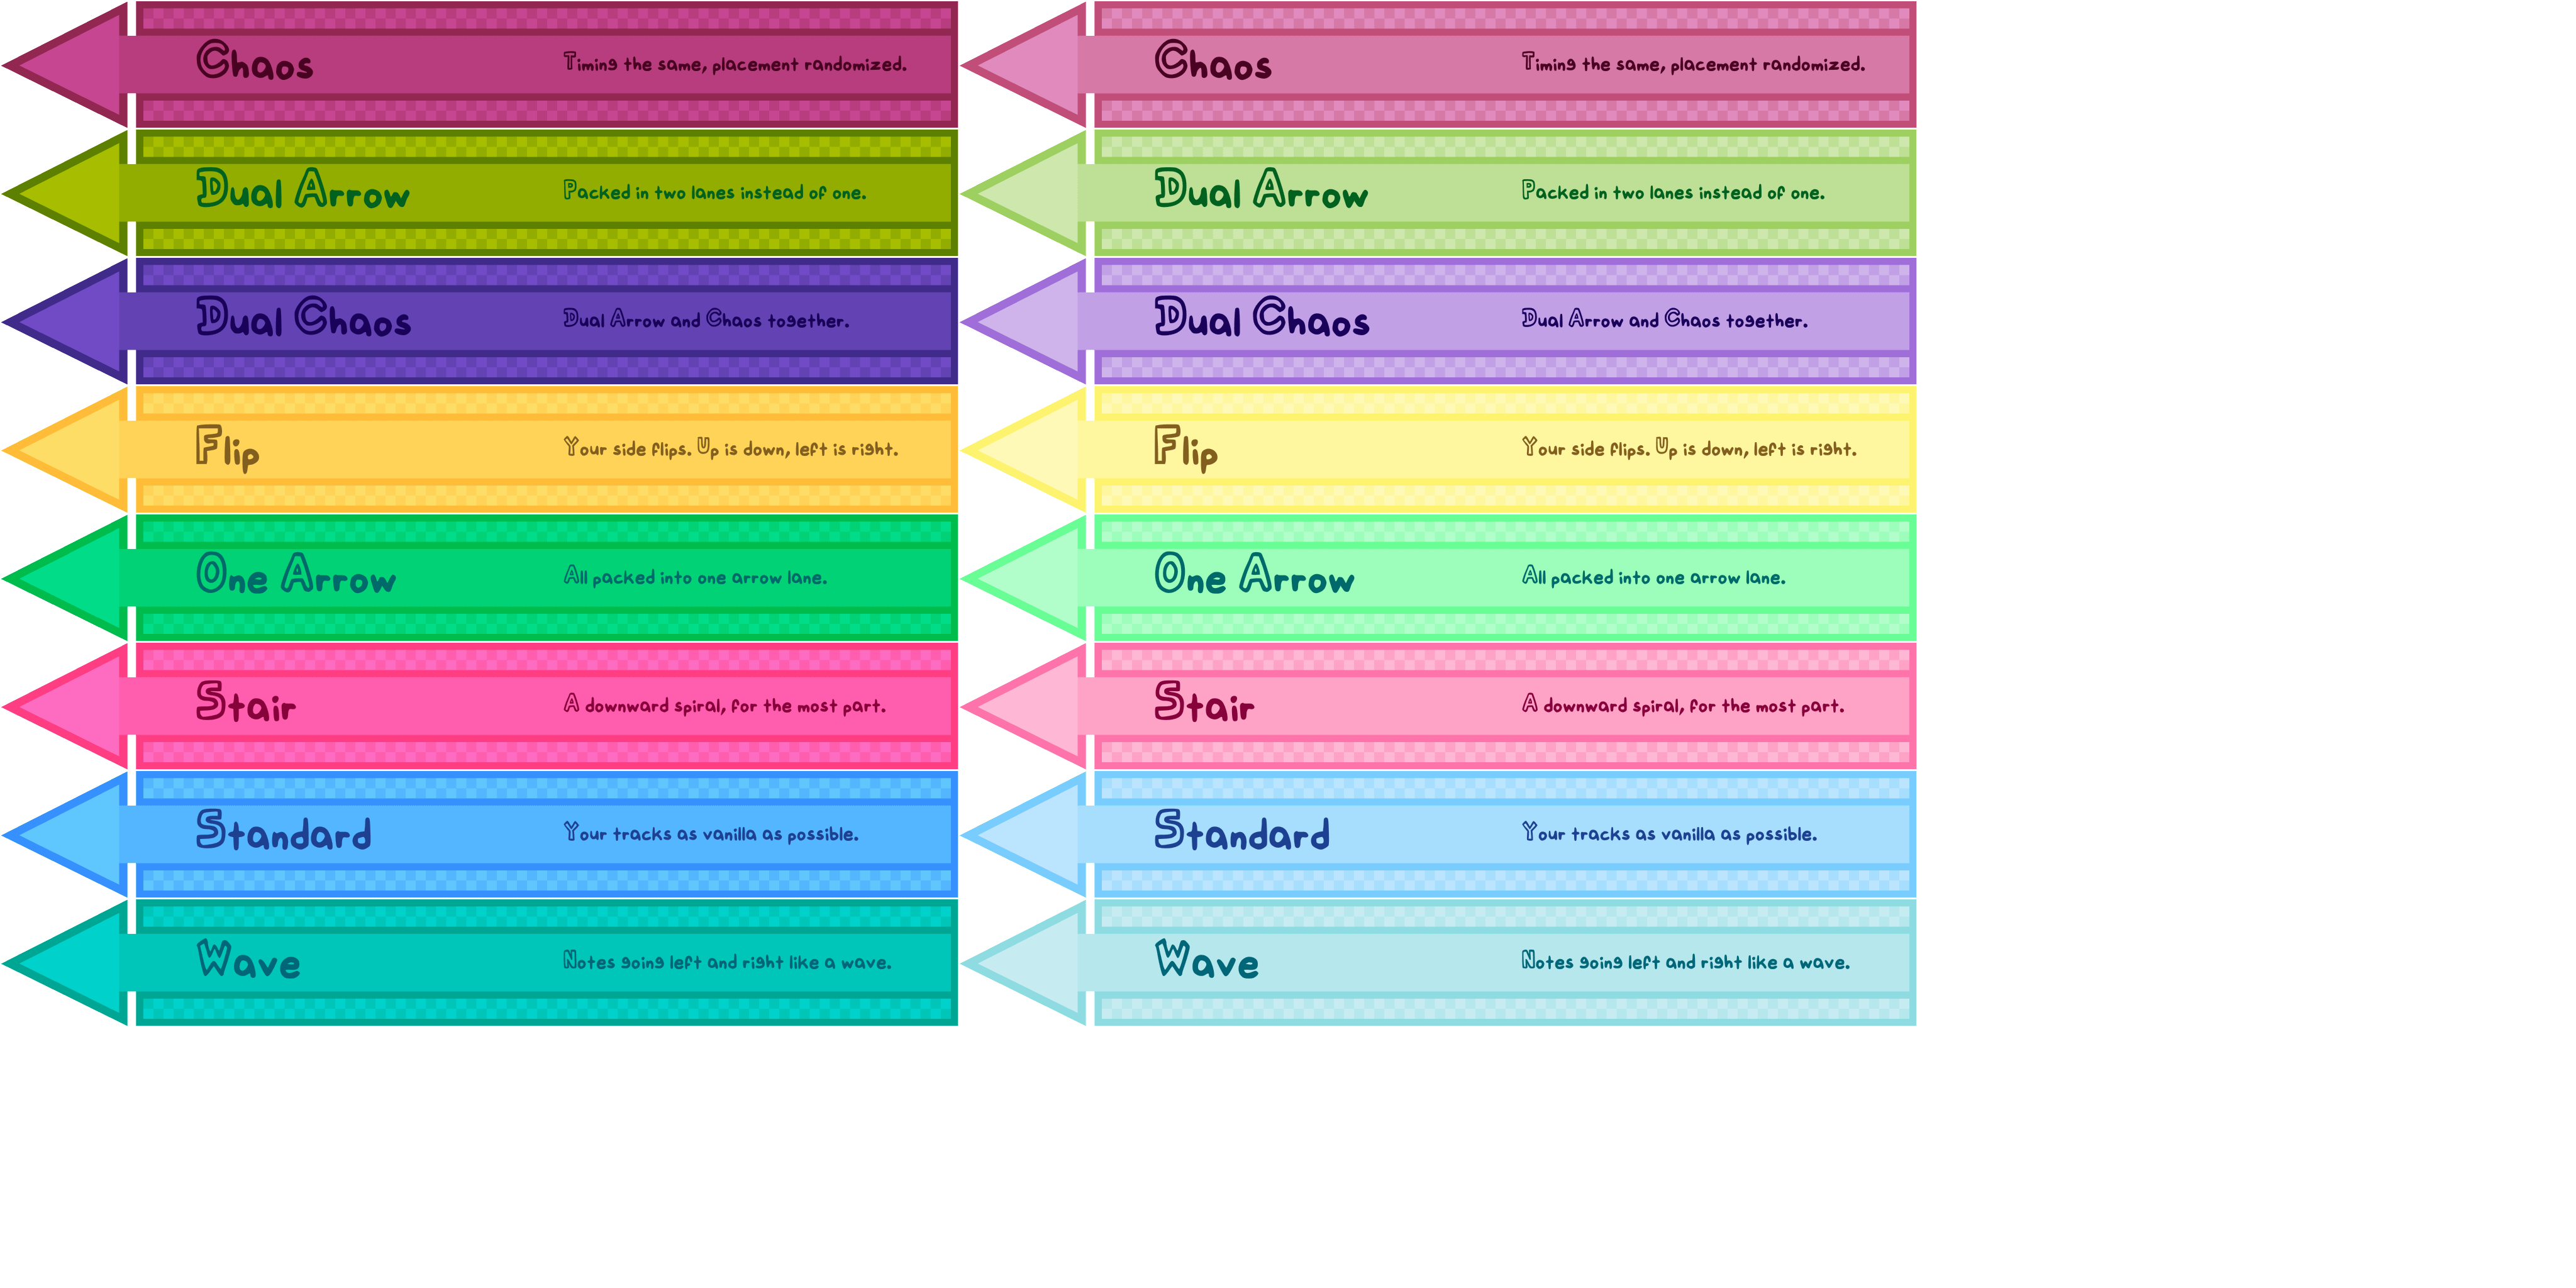 Chaos Timing the same, placement randomized.
Chaos Timing the same, placement randomized.
Dual Arrow Packed in two lanes instead of one.
Dual Arrow Packed in two lanes instead of one.
Dual Chaos Dual Arrow and Chaos together.
Dual Chaos Dual Arrow and Chaos together.
Flip Your side flips. Up is down, left is right.
Flip Your side flips. Up is down, left is right.
One Arrow All packed into one arrow lane.
One Arrow All packed into one arrow lane.
Stair A downward spiral, for the most part.
Stair A downward spiral, for the most part.
Standard Your tracks as vanilla as possible.
Standard Your tracks as vanilla as possible.
Wave Notes going left and right like a wave.
Wave Notes going left and right like a wave.